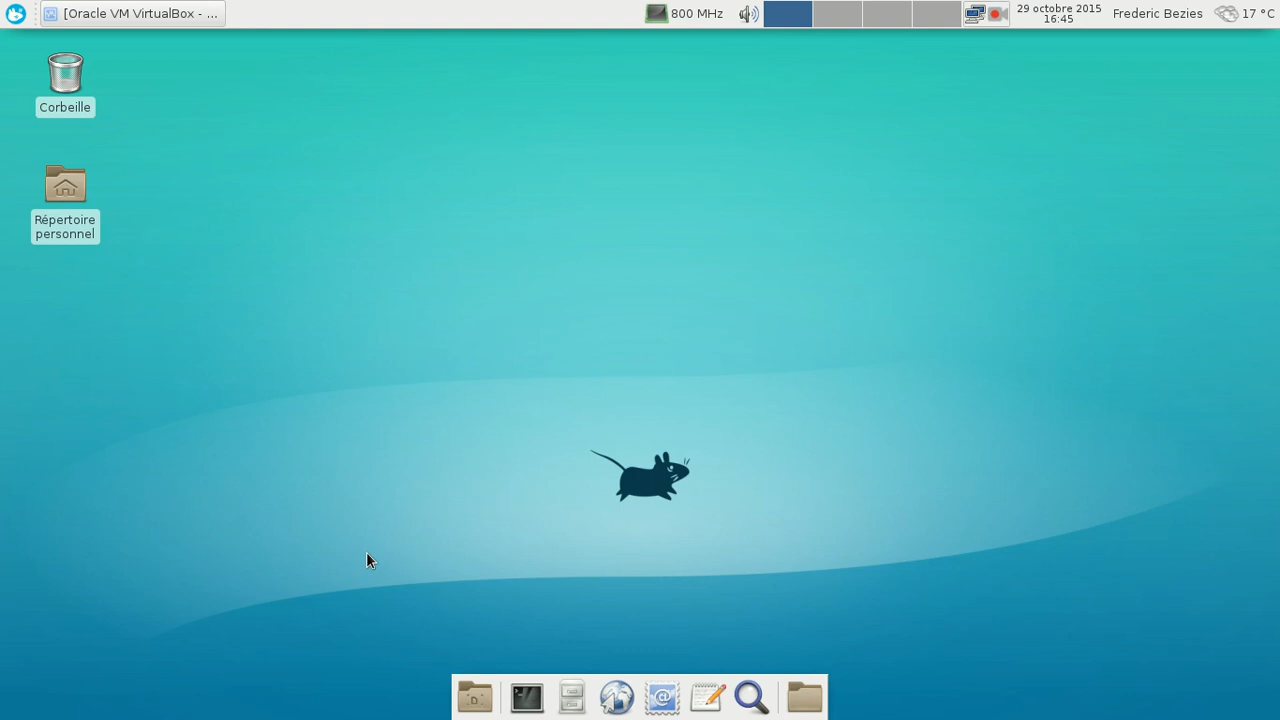 [Oracle VM VirtualBox - ...
800 MHz
29 octobre 2015
16:45
Frederic Bezies
17 °C
Corbeille
Répertoire
personnel